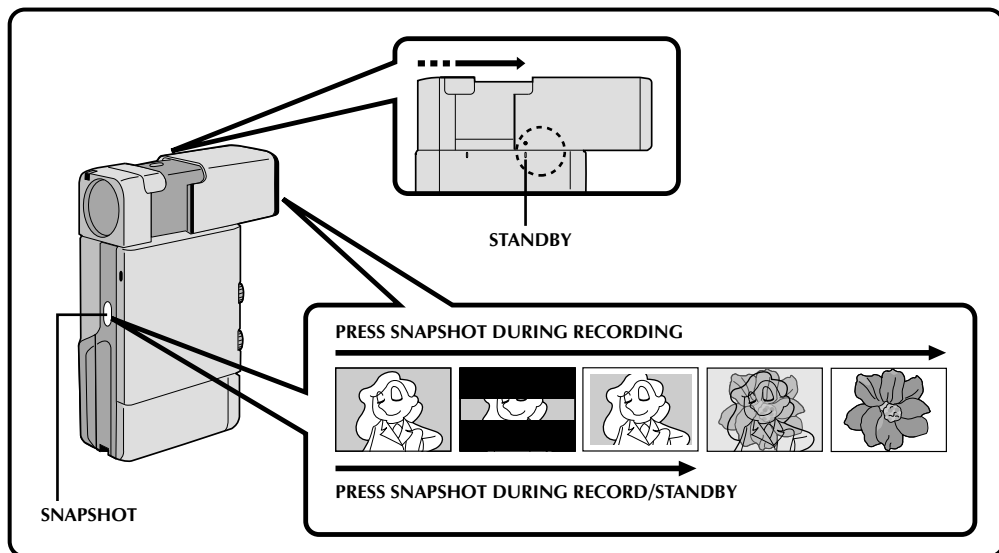 STANDBY
PRESS SNAPSHOT DURING RECORDING
PRESS SNAPSHOT DURING RECORD/STANDBY
SNAPSHOT